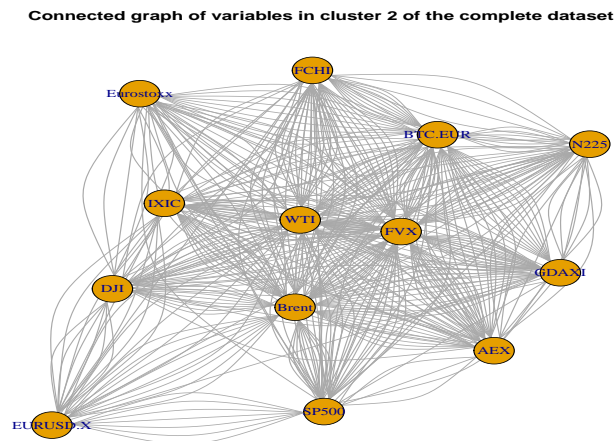 Connected graph of variables in cluster 2 of the complete dataset
FCHI
Eurostoxx
BTC.EUR
N225
IXIC
WTI
FVX
GDAXI
DJI
Brent
AEX
SP500
EURUSD.X